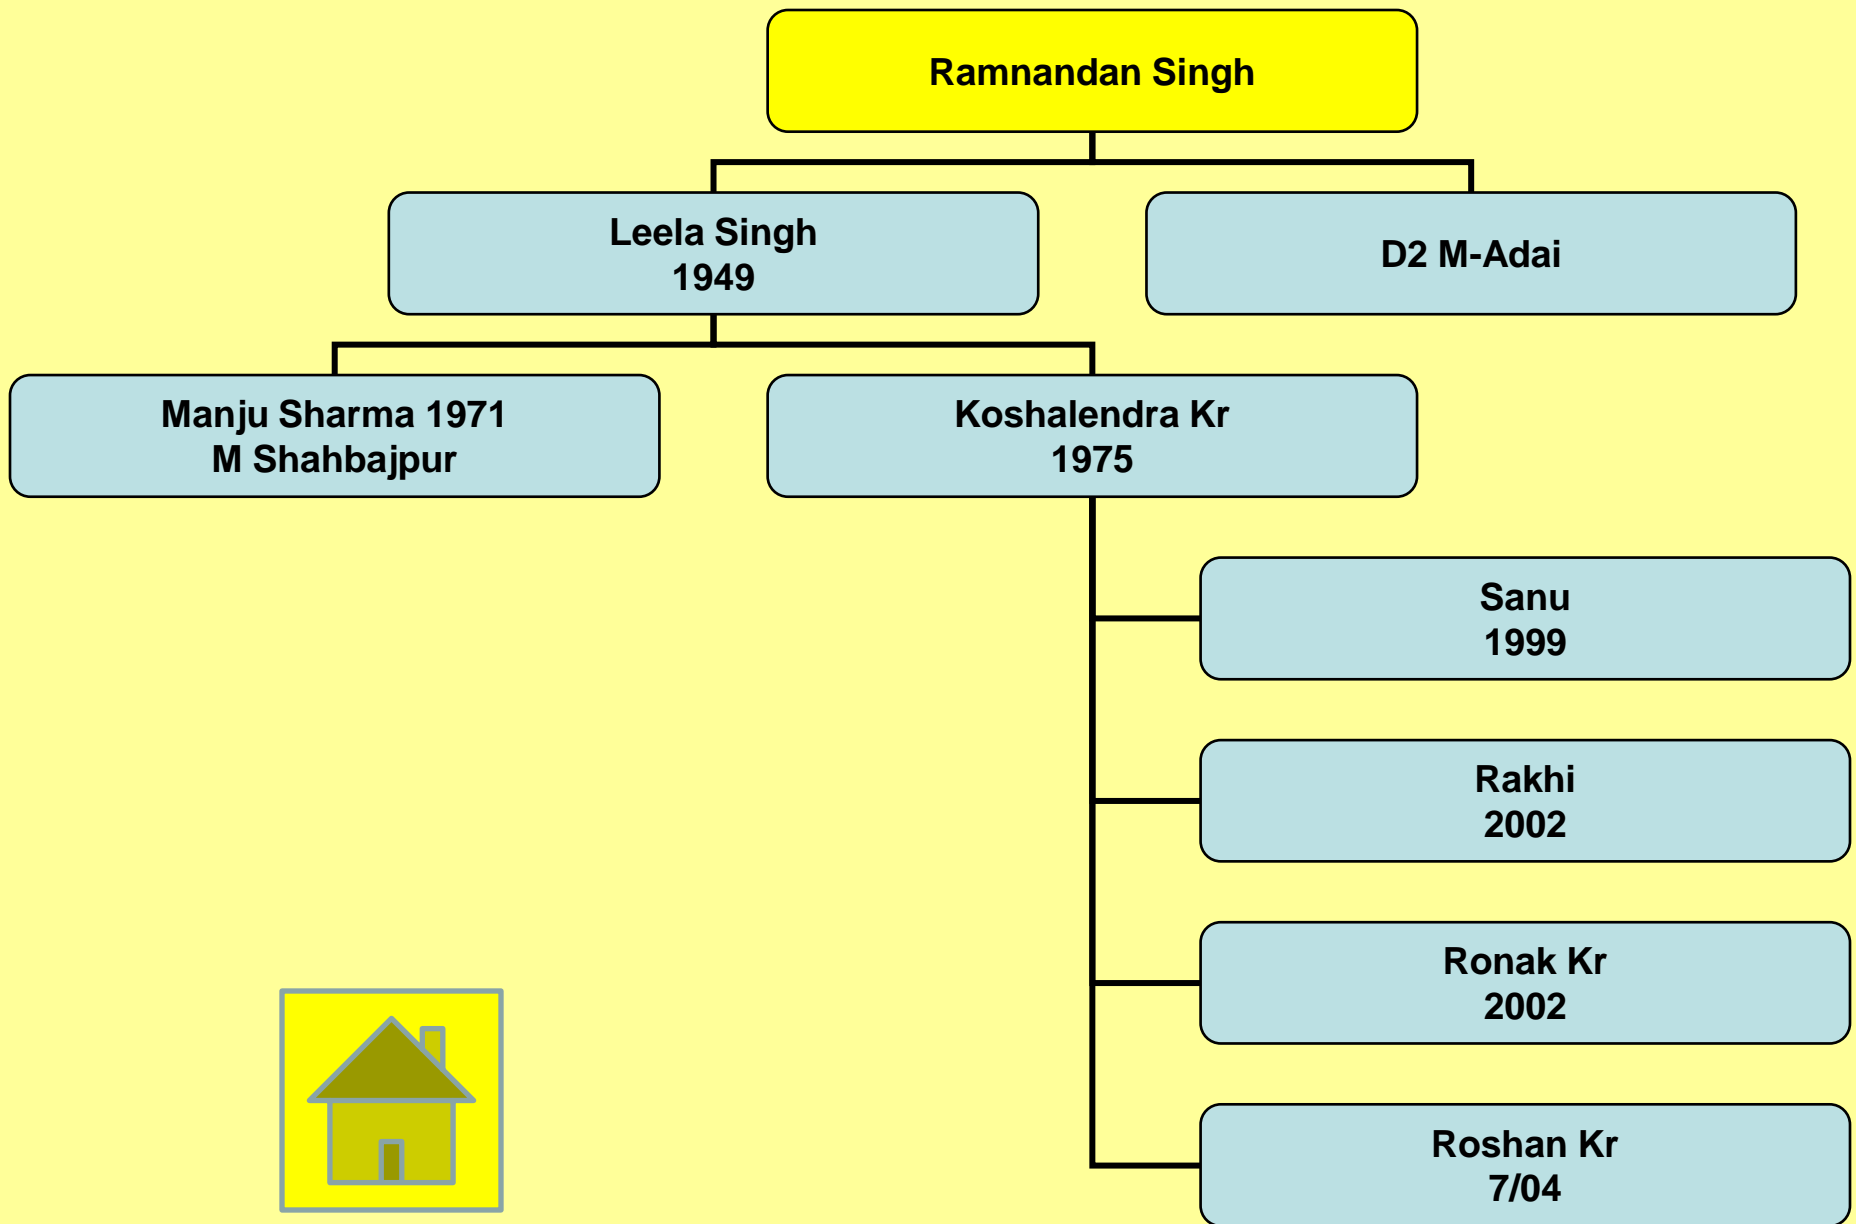 Ramnandan Singh
Leela Singh
1949
D2 M-Adai
Manju Sharma 1971
M Shahbajpur
Koshalendra Kr
1975
Sanu
1999
Rakhi
2002
Ronak Kr
2002
Roshan Kr
7/04